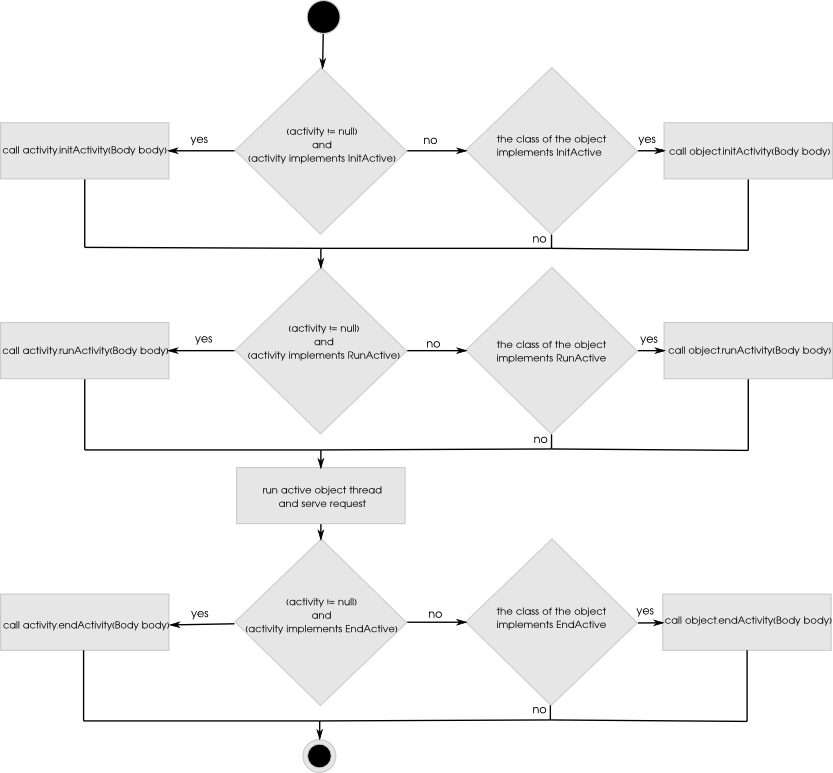 (activity != null)
and
(activity implements InitActive)
yes
call activity.initActivity(Body body)
no
the class of the object
implements InitActive
yes
call object.initActivity(Body body)
no
(activity != null)
and
(activity implements RunActive)
yes
call activity.runActivity(Body body)
no
the class of the object
implements RunActive
yes
call object.runActivity(Body body)
no
run active object thread
and serve request
(activity != null)
and
(activity implements EndActive)
yes
call activity.endActivity(Body body)
no
the class of the object
implements EndActive
yes
call object.endActivity(Body body)
no